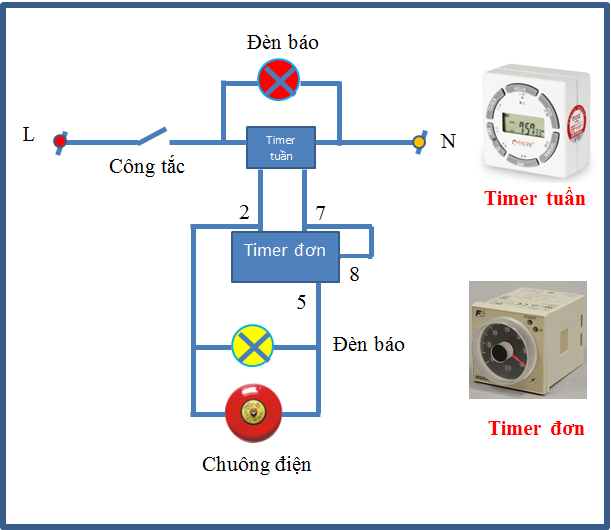 Đèn báo
L
Công tắc
Timer
tuần
N
Timer tuần
2
7
Timer đơn
8
5
Đèn báo
Timer đơn
Chuông điện